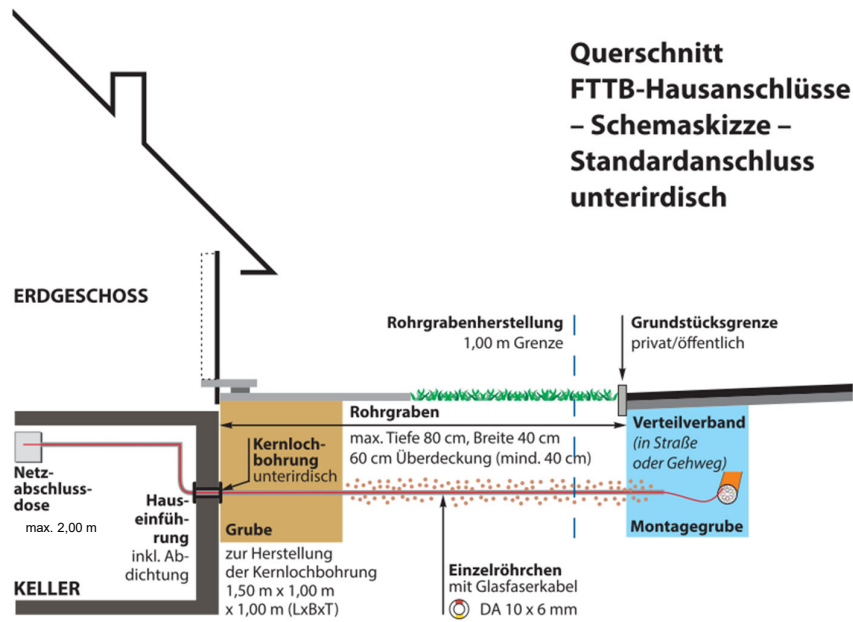 Querschnitt
FTTB-Hausanschlüsse
– Schemaskizze –
Standardanschluss
unterirdisch
ERDGESCHOSS
Rohrgrabenherstellung
1,00 m Grenze
Grundstücksgrenze
privat/öffentlich
Rohrgraben
max. Tiefe 80 cm, Breite 40 cm
60 cm Überdeckung (mind. 40 cm)
Verteilverband
(in Straße
oder Gehweg)
Montagegrube
Kernloch-
bohrung
unterirdisch
Netz-
abschluss-
dose
max. 2,00 m
Haus-
einfüh-
rung
inkl. Ab-
dichtung
KELLER
Grube
zur Herstellung
der Kernlochbohrung
1,50 m x 1,00 m
x 1,00 m (LxBxT)
Einzelröhrchen
mit Glasfaserkabel
DA 10 x 6 mm